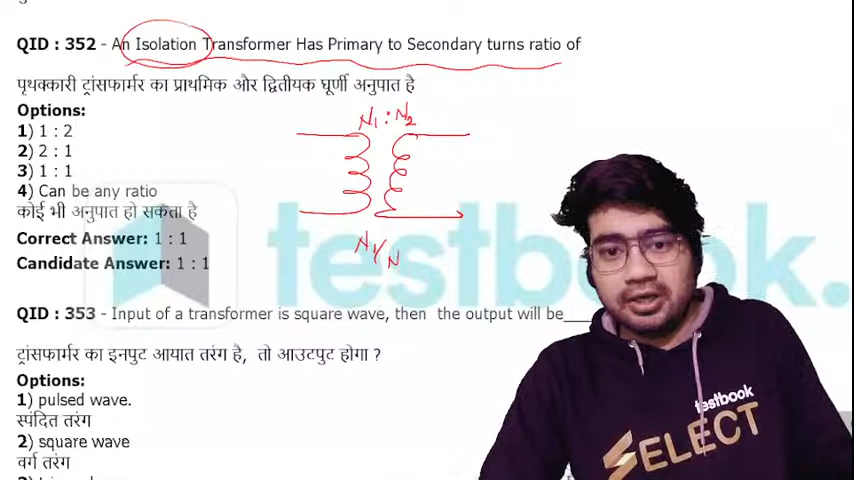 QID : 352 - An Isolation Transformer Has Primary to Secondary turns ratio of
पृथक्कारी ट्रांसफार्मर का प्राथमिक और द्वितीयक घूर्णी अनुपात है
Options:
1) 1 : 2
2) 2 : 1
3) 1 : 1
4) Can be any ratio
कोई भी अनुपात हो सकता है
Correct Answer: 1 : 1
Candidate Answer: 1 : 1
N1 : N2
N1/N
testbook.
QID : 353 - Input of a transformer is square wave, then the output will be___
ट्रांसफार्मर का इनपुट आयात तरंग है, तो आउटपुट होगा ?
Options:
1) pulsed wave.
स्पंदित तरंग
2) square wave
वर्ग तरंग
testbook
SELECT